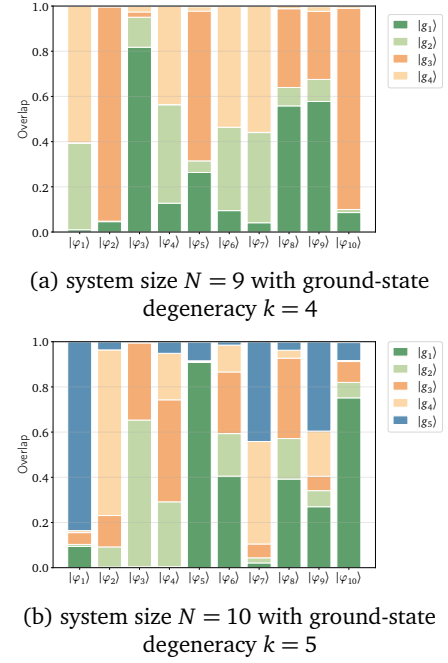 1.0
0.8
0.6
0.4
0.2
0.0
Overlap
|φ₁⟩ |φ₂⟩ |φ₃⟩ |φ₄⟩ |φ₅⟩ |φ₆⟩ |φ₇⟩ |φ₈⟩ |φ₉⟩ |φ₁₀⟩
|g₁⟩
|g₂⟩
|g₃⟩
|g₄⟩
(a) system size N = 9 with ground-state
degeneracy k = 4
1.0
0.8
0.6
0.4
0.2
0.0
Overlap
|φ₁⟩ |φ₂⟩ |φ₃⟩ |φ₄⟩ |φ₅⟩ |φ₆⟩ |φ₇⟩ |φ₈⟩ |φ₉⟩ |φ₁₀⟩
|g₁⟩
|g₂⟩
|g₃⟩
|g₄⟩
|g₅⟩
(b) system size N = 10 with ground-state
degeneracy k = 5